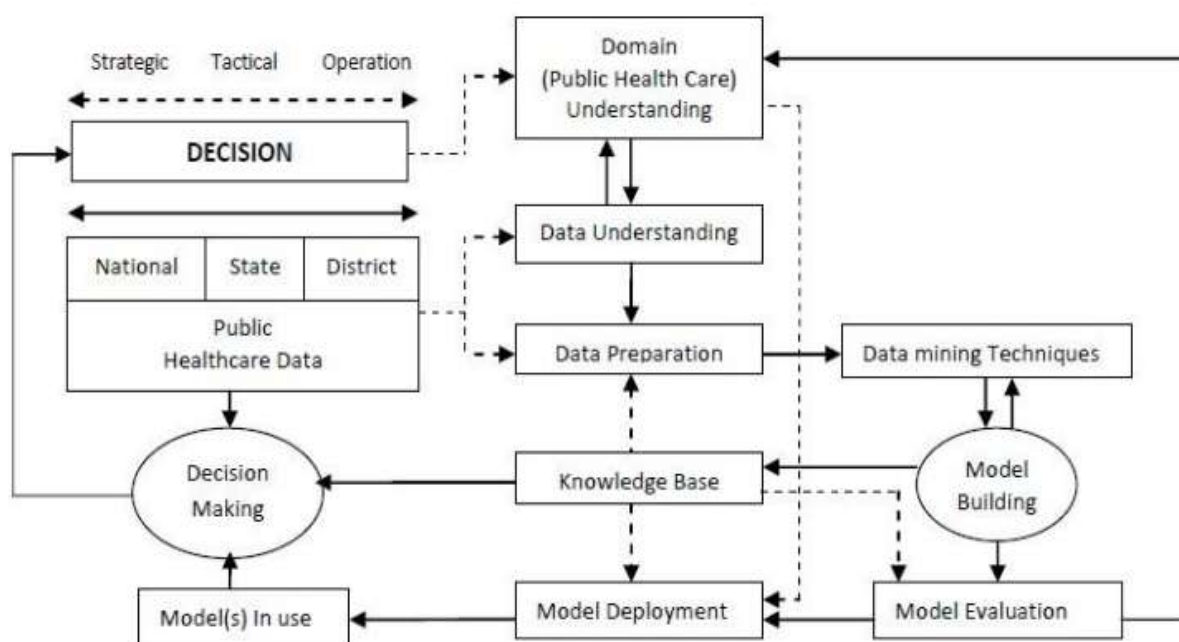 Strategic Tactical Operation
DECISION
National State District
Public
Healthcare Data
Decision
Making
Model(s) In use
Domain
(Public Health Care)
Understanding
Data Understanding
Data Preparation
Knowledge Base
Model Deployment
Data mining Techniques
Model
Building
Model Evaluation